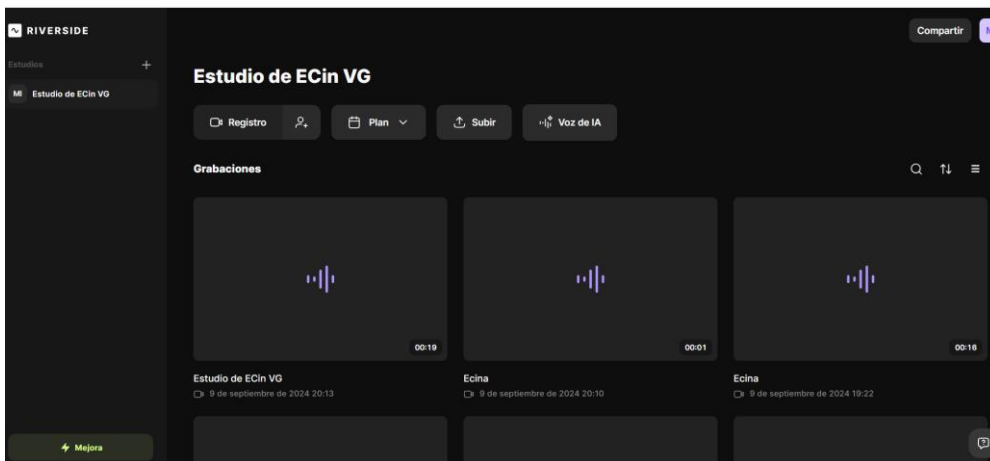 RIVERSIDE
Compartir
M
Estudios
MI Estudio de ECin VG
Estudio de ECin VG
Registro Plan Subir Voz de IA
Grabaciones
00:19 00:01 00:16
Estudio de ECin VG Ecina Ecina
9 de septiembre de 2024 20:13 9 de septiembre de 2024 20:10 9 de septiembre de 2024 19:22
Mejora